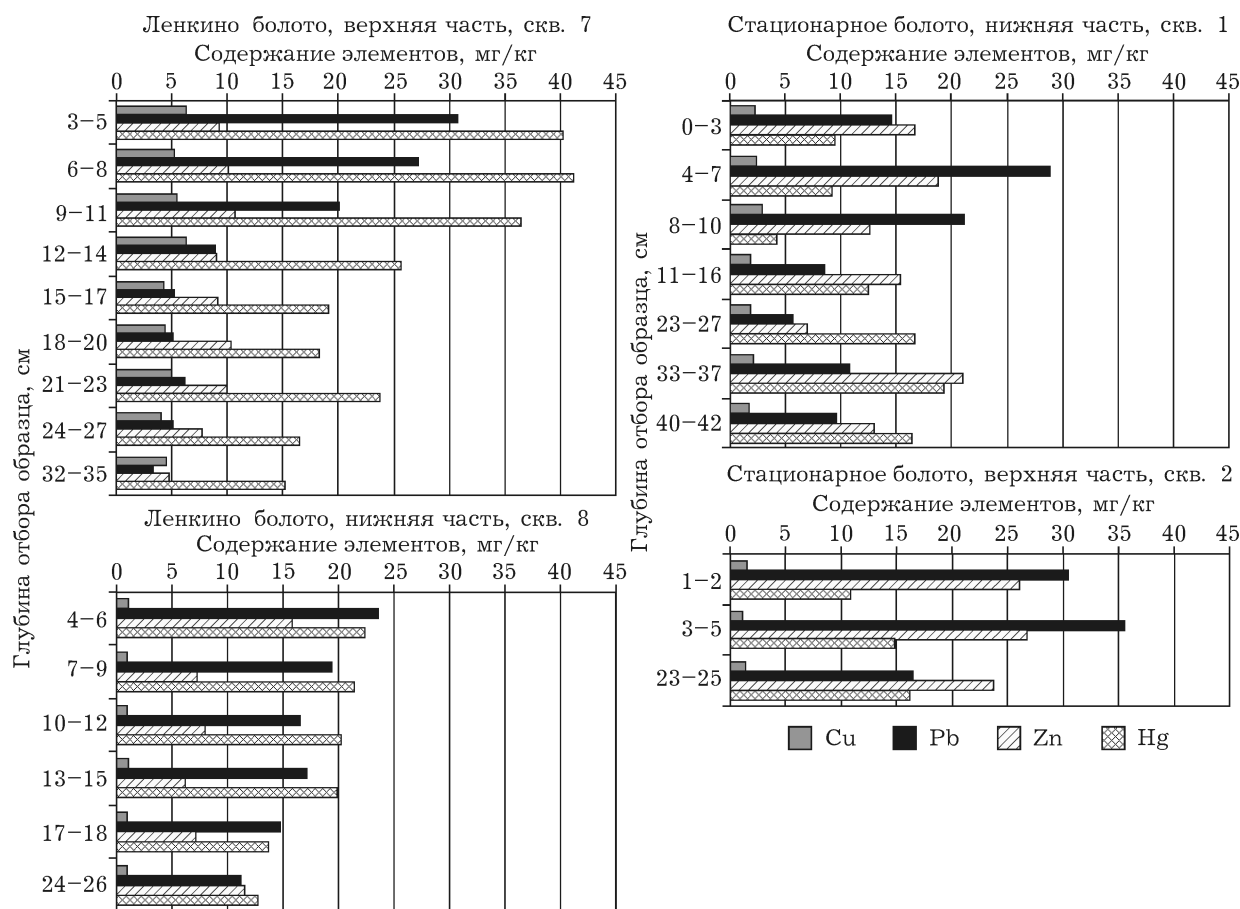 Ленкино болото, верхняя часть, скв. 7
Содержание элементов, мг/кг
0 5 10 15 20 25 30 35 40 45
3−5
6−8
9−11
12−14
15−17
18−20
21−23
24−27
32−35
Глубина отбора образца, см
Ленкино болото, нижняя часть, скв. 8
Содержание элементов, мг/кг
0 5 10 15 20 25 30 35 40 45
4−6
7−9
10−12
13−15
17−18
24−26
Стационарное болото, нижняя часть, скв. 1
Содержание элементов, мг/кг
0 5 10 15 20 25 30 35 40 45
0−3
4−7
8−10
11−16
23−27
33−37
40−42
Глубина отбора образца, см
Стационарное болото, верхняя часть, скв. 2
Содержание элементов, мг/кг
0 5 10 15 20 25 30 35 40 45
1−2
3−5
23−25
Cu Pb Zn Hg